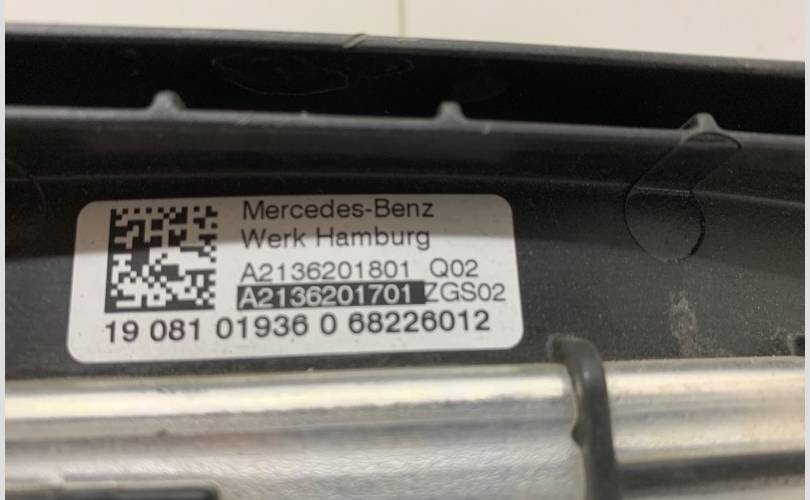 Mercedes-Benz
Werk Hamburg
A2136201801 Q02
A2136201701 ZGS02
19 081 01936 0 68226012